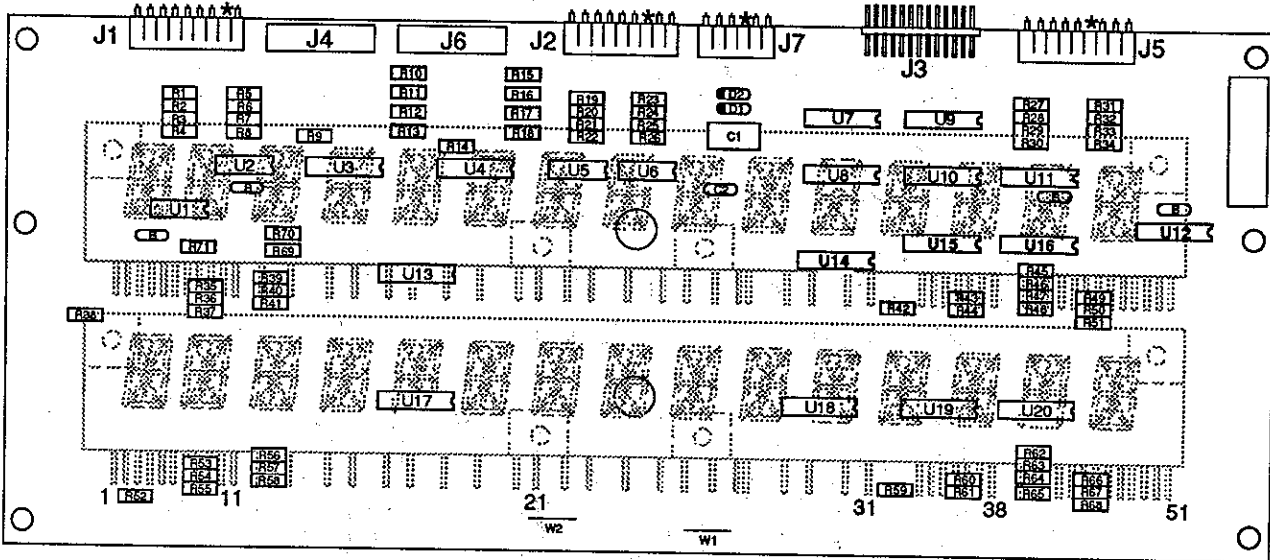 J1 J4 J6 J2 J7 J3 J5
R10 R15
R1 R5 R11 R16 R19 R23 D2 R27 R31
R2 R6 R12 R17 R20 R24 D1 U7 U9 R28 R32
R3 R7 R21 R25 R29 R33
R4 R8 R9 R13 R18 R22 R26 C1 R30 R34
R14
U2 U3 U4 U5 U6 U8 U10 U11
B C2 B
U1 B
B R70 U12
R71 R69 U15 U16
U14
U13 R45
R35 R39 R46
R36 R40 R43 R47 R49
R38 R37 R41 R42 R44 R48 R50
R51
U17 U18 U19 U20
R56 R62
R53 R57 R63
R54 R58 R60 R64 R66
1 R52 R55 11 21 31 R59 R61 38 R65 R67 51
R68
W2 W1